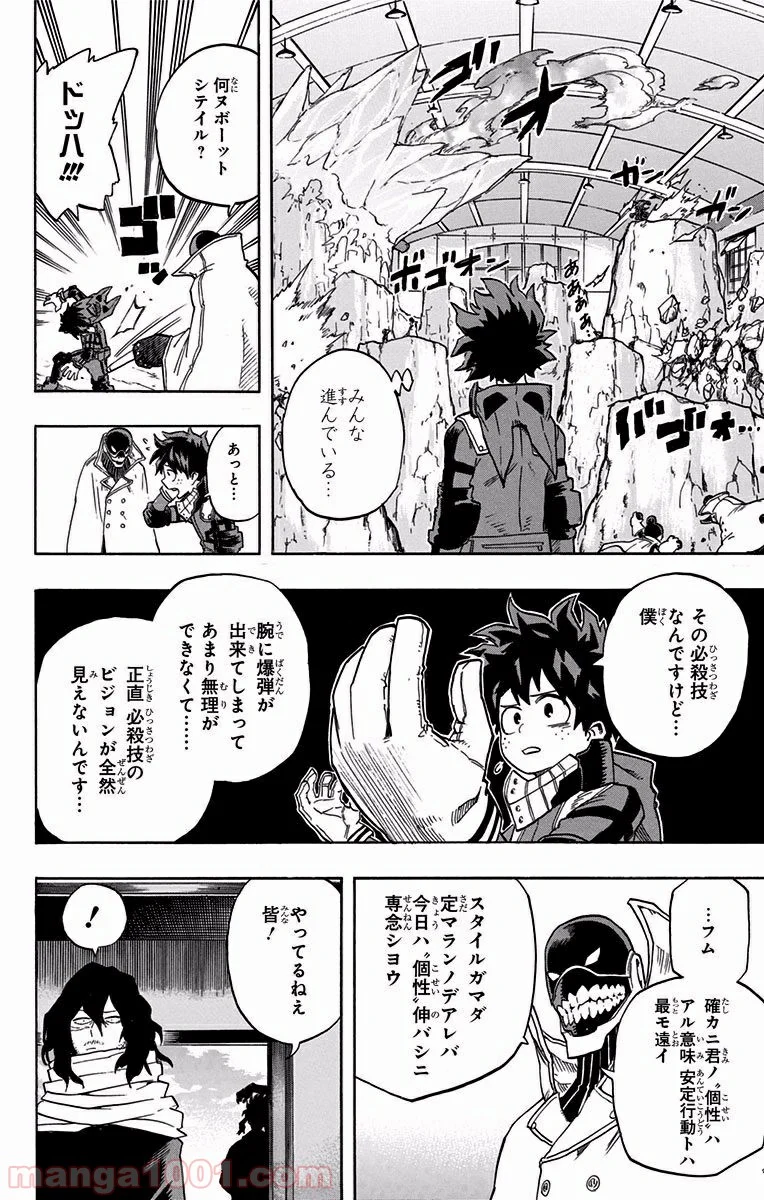 ゴオオ
ボゴオン
あぁあぁ…
ババゴオ…
みんな
進んでいる…
何ヌボーット
シテイル?
ドッハ!!!
ゴッ
あっと…
その必殺技
なんですけど…
僕
腕に爆弾が
出来てしまって
あまり無理が
できなくて………
正直 必殺技の
ビジョンが全然
見えないんです…
…フム
確カニ君ノ〝個性〟ハ
アル意味 安定行動トハ
最モ遠イ
スタイルガマダ
定マランノデアレバ
今日ハ〝個性〟伸バシニ
専念シヨウ
やってるねえ
皆!
!
manga1001.com